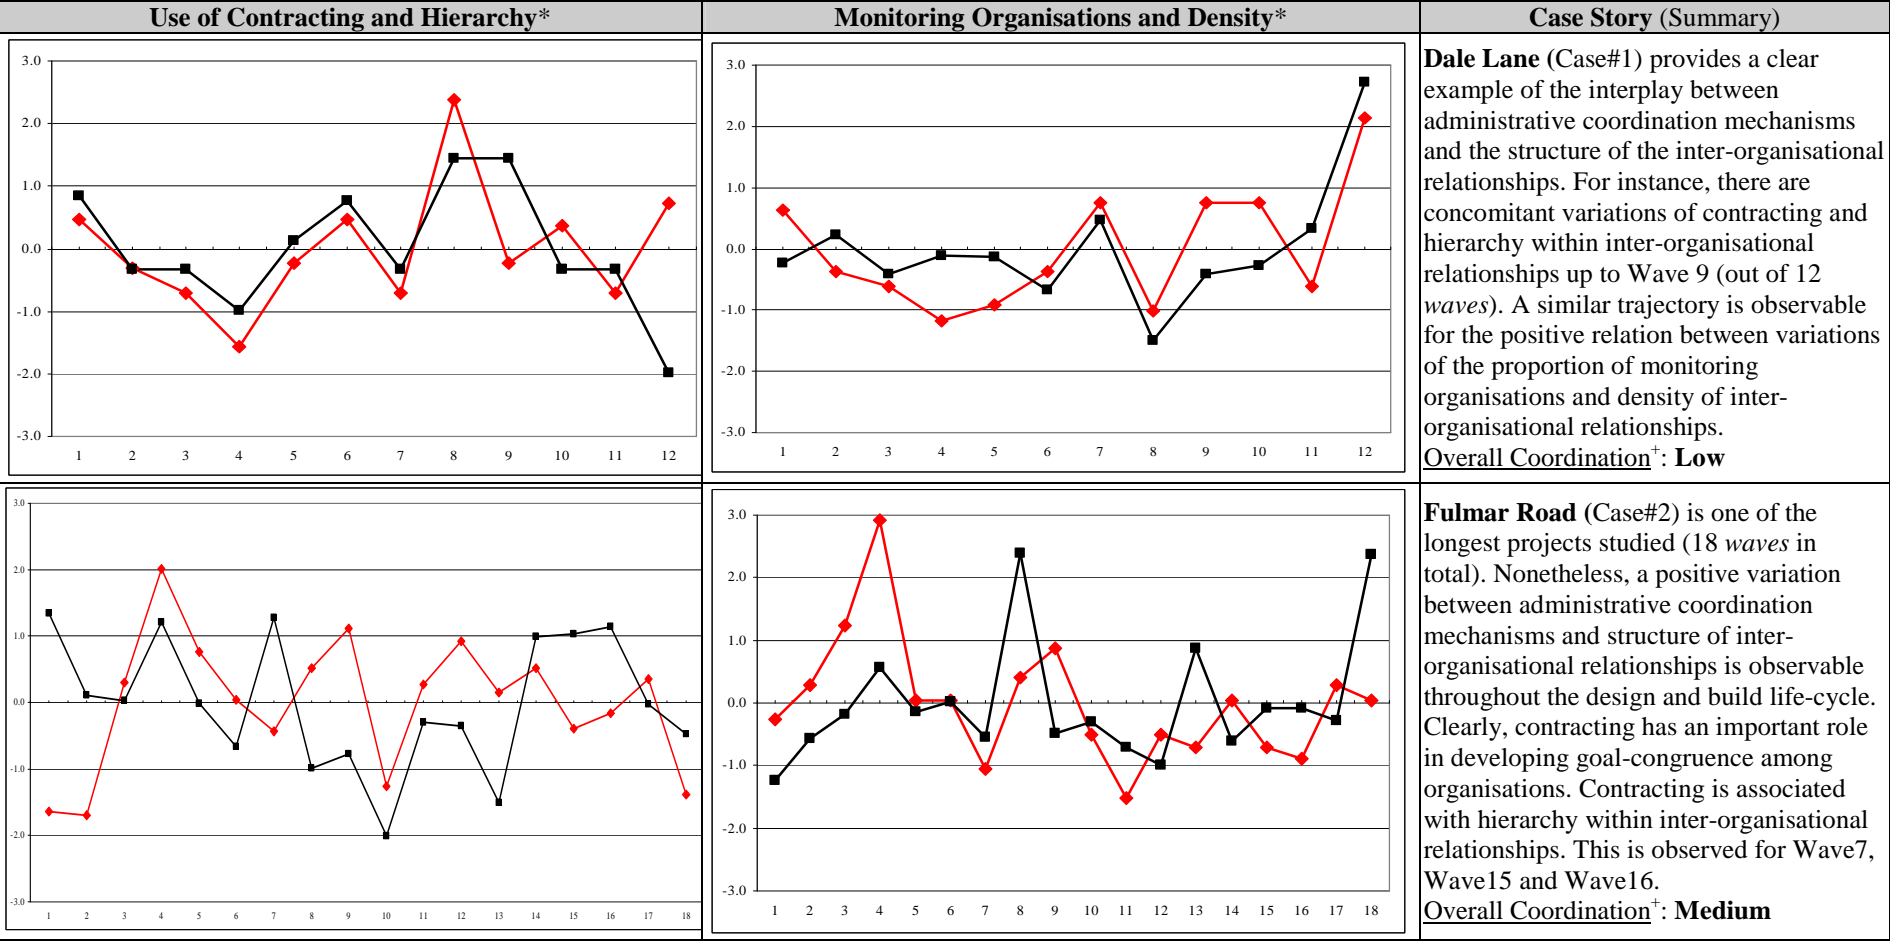 Use of Contracting and Hierarchy*
Monitoring Organisations and Density*
Case Story (Summary)
3.0
2.0
1.0
0.0
-1.0
-2.0
-3.0
1 2 3 4 5 6 7 8 9 10 11 12
3.0
2.0
1.0
0.0
-1.0
-2.0
-3.0
1 2 3 4 5 6 7 8 9 10 11 12
Dale Lane (Case#1) provides a clear
example of the interplay between
administrative coordination mechanisms
and the structure of the inter-organisational
relationships. For instance, there are
concomitant variations of contracting and
hierarchy within inter-organisational
relationships up to Wave 9 (out of 12
waves). A similar trajectory is observable
for the positive relation between variations
of the proportion of monitoring
organisations and density of inter-
organisational relationships.
Overall Coordination+: Low
3.0
2.0
1.0
0.0
-1.0
-2.0
-3.0
1 2 3 4 5 6 7 8 9 10 11 12 13 14 15 16 17 18
3.0
2.0
1.0
0.0
-1.0
-2.0
-3.0
1 2 3 4 5 6 7 8 9 10 11 12 13 14 15 16 17 18
Fulmar Road (Case#2) is one of the
longest projects studied (18 waves in
total). Nonetheless, a positive variation
between administrative coordination
mechanisms and structure of inter-
organisational relationships is observable
throughout the design and build life-cycle.
Clearly, contracting has an important role
in developing goal-congruence among
organisations. Contracting is associated
with hierarchy within inter-organisational
relationships. This is observed for Wave7,
Wave15 and Wave16.
Overall Coordination+: Medium